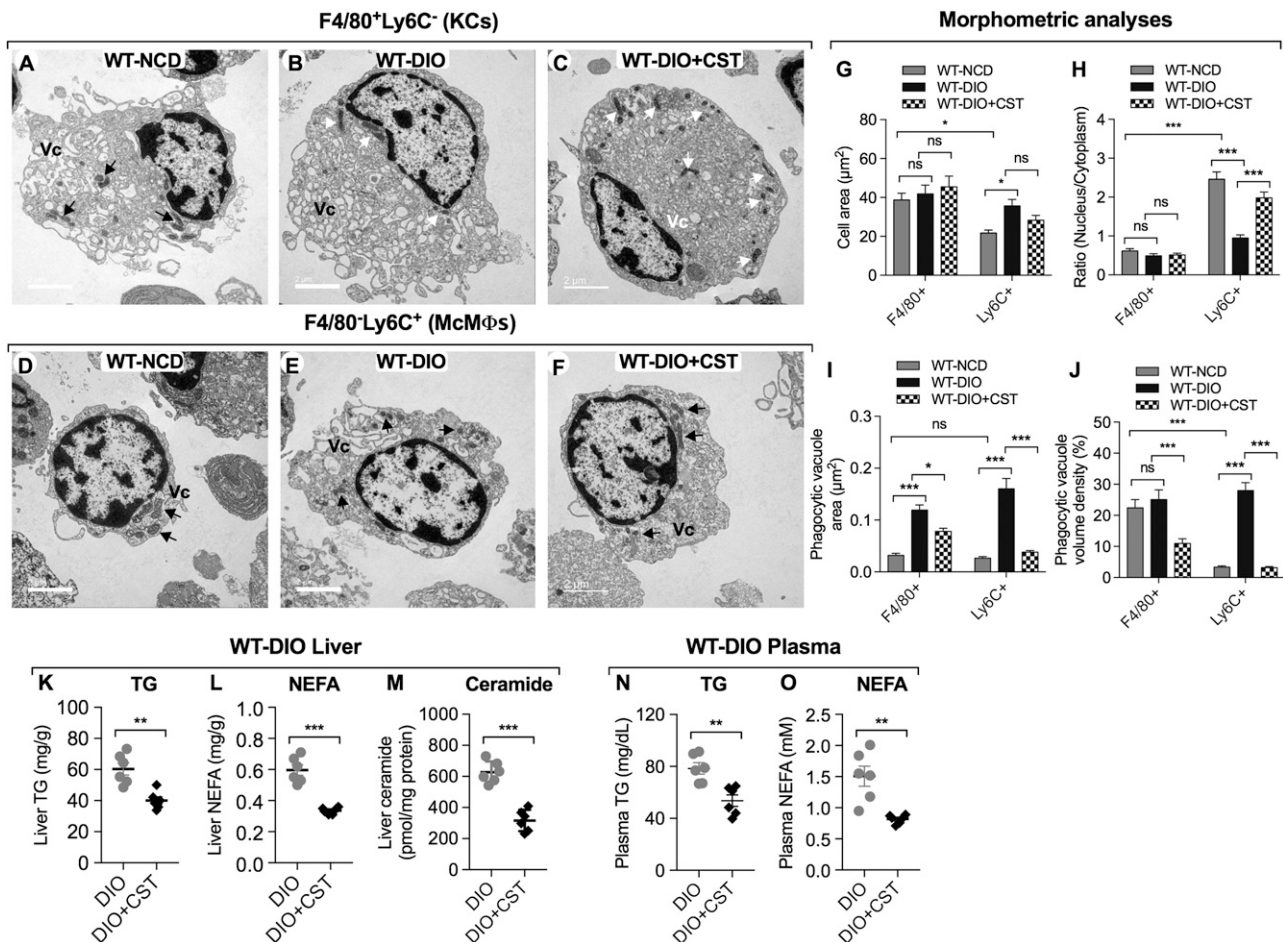 F4/80+Ly6C- (KCs)
Morphometric analyses
A
WT-NCD
Vc
B
WT-DIO
Vc
2 µm
C
WT-DIO+CST
Vc
2 µm
G
WT-NCD
WT-DIO
WT-DIO+CST
Cell area (µm²)
80
60
40
20
0
*
ns
ns
ns
*
F4/80+
Ly6C+
H
WT-NCD
WT-DIO
WT-DIO+CST
Ratio (Nucleus/Cytoplasm)
4
3
2
1
0
***
***
***
ns
ns
F4/80+
Ly6C+
F4/80-Ly6C+ (McMΦs)
D
WT-NCD
Vc
E
WT-DIO
Vc
F
WT-DIO+CST
Vc
2 µm
I
WT-NCD
WT-DIO
WT-DIO+CST
Phagocytic vacuole
area (µm²)
0.3
0.2
0.1
0.0
ns
***
***
*
***
F4/80+
Ly6C+
J
WT-NCD
WT-DIO
WT-DIO+CST
Phagocytic vacuole
volume density (%)
50
40
30
20
10
0
***
***
***
ns
***
F4/80+
Ly6C+
WT-DIO Liver
K
TG
Liver TG (mg/g)
100
80
60
40
20
0
**
DIO
DIO+CST
L
NEFA
Liver NEFA (mg/g)
1.0
0.8
0.6
0.4
0.2
0.0
***
DIO
DIO+CST
M
Ceramide
Liver ceramide
(pmol/mg protein)
1000
800
600
400
200
0
***
DIO
DIO+CST
WT-DIO Plasma
N
TG
Plasma TG (mg/dL)
120
80
40
0
**
DIO
DIO+CST
O
NEFA
Plasma NEFA (mM)
2.5
2.0
1.5
1.0
0.5
0.0
**
DIO
DIO+CST